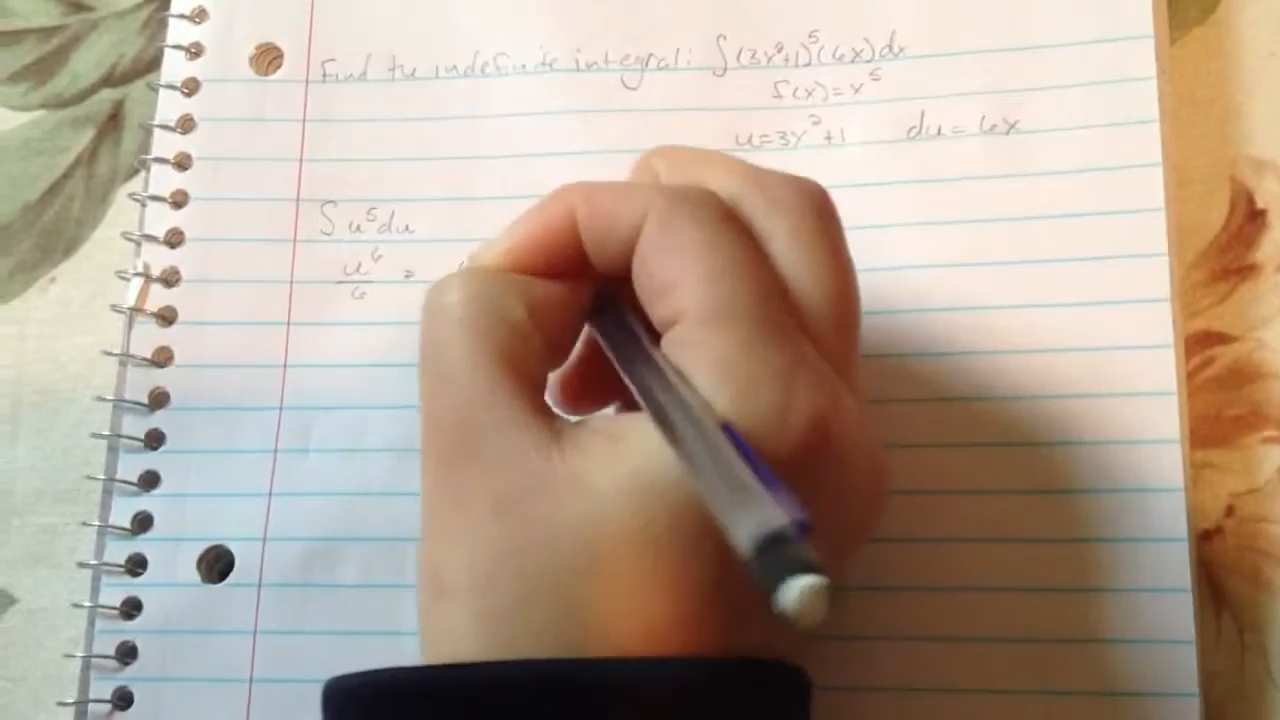 Find the indefinite integral: ∫(3x²+1)⁵(6x)dx
f(x)=x⁵
u=3x²+1 du=6x
∫u⁵du
u⁶/6 =